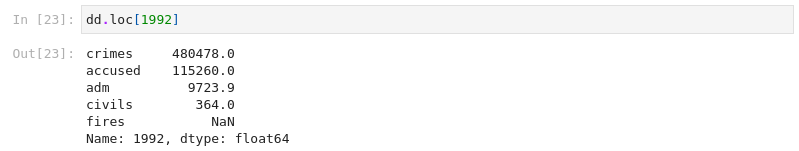 In [23]: dd.loc[1992]
Out[23]: crimes     480478.0
accused    115260.0
adm          9723.9
civils        364.0
fires           NaN
Name: 1992, dtype: float64